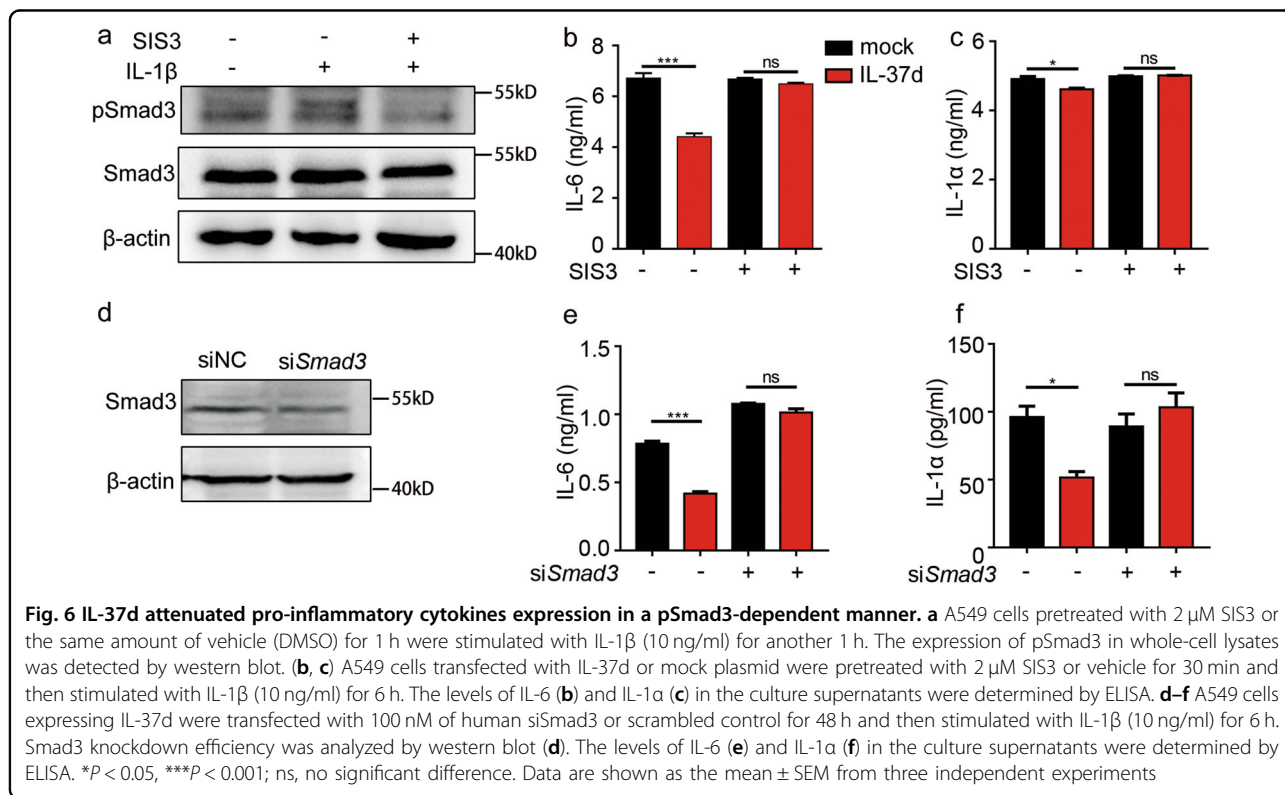 a
SIS3 - - +
IL-1β - + +
pSmad3
55kD
Smad3
55kD
β-actin
40kD
b
IL-6 (ng/ml)
8
6
4
2
0
***
ns
SIS3 - - + +
mock
IL-37d
c
IL-1α (ng/ml)
6
4
2
0
*
ns
SIS3 - - + +
d
siNC siSmad3
Smad3
55kD
β-actin
40kD
e
IL-6 (ng/ml)
1.5
1.0
0.5
0.0
***
ns
siSmad3 - - + +
f
IL-1α (pg/ml)
150
100
50
0
*
ns
siSmad3 - - + +
Fig. 6 IL-37d attenuated pro-inflammatory cytokines expression in a pSmad3-dependent manner. a A549 cells pretreated with 2 μM SIS3 or
the same amount of vehicle (DMSO) for 1 h were stimulated with IL-1β (10 ng/ml) for another 1 h. The expression of pSmad3 in whole-cell lysates
was detected by western blot. (b, c) A549 cells transfected with IL-37d or mock plasmid were pretreated with 2 μM SIS3 or vehicle for 30 min and
then stimulated with IL-1β (10 ng/ml) for 6 h. The levels of IL-6 (b) and IL-1α (c) in the culture supernatants were determined by ELISA. d–f A549 cells
expressing IL-37d were transfected with 100 nM of human siSmad3 or scrambled control for 48 h and then stimulated with IL-1β (10 ng/ml) for 6 h.
Smad3 knockdown efficiency was analyzed by western blot (d). The levels of IL-6 (e) and IL-1α (f) in the culture supernatants were determined by
ELISA. *P < 0.05, ***P < 0.001; ns, no significant difference. Data are shown as the mean ± SEM from three independent experiments